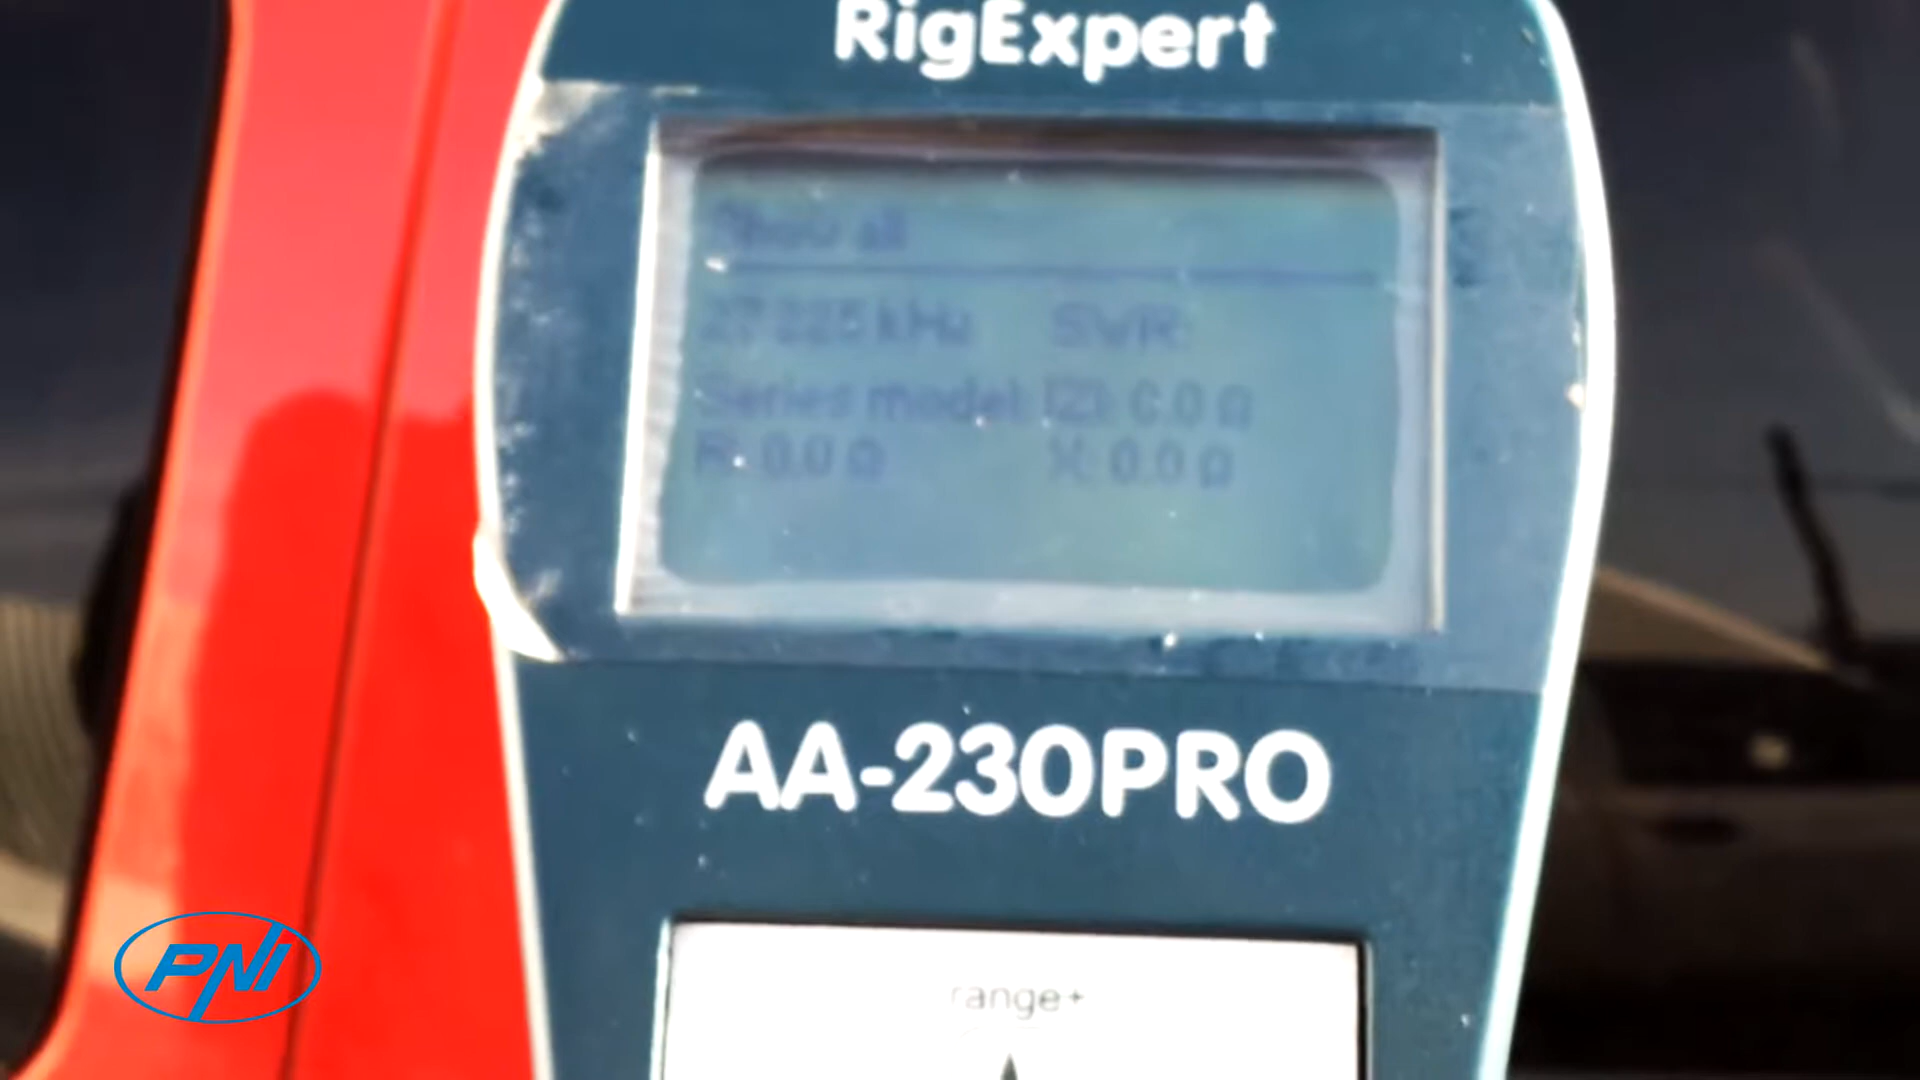 RigExpert
Show all
27 225 kHz SWR:
Series model: |Z|: 0.0 Ω
R: 0.0 Ω X: 0.0 Ω
AA-230PRO
range+
PNI